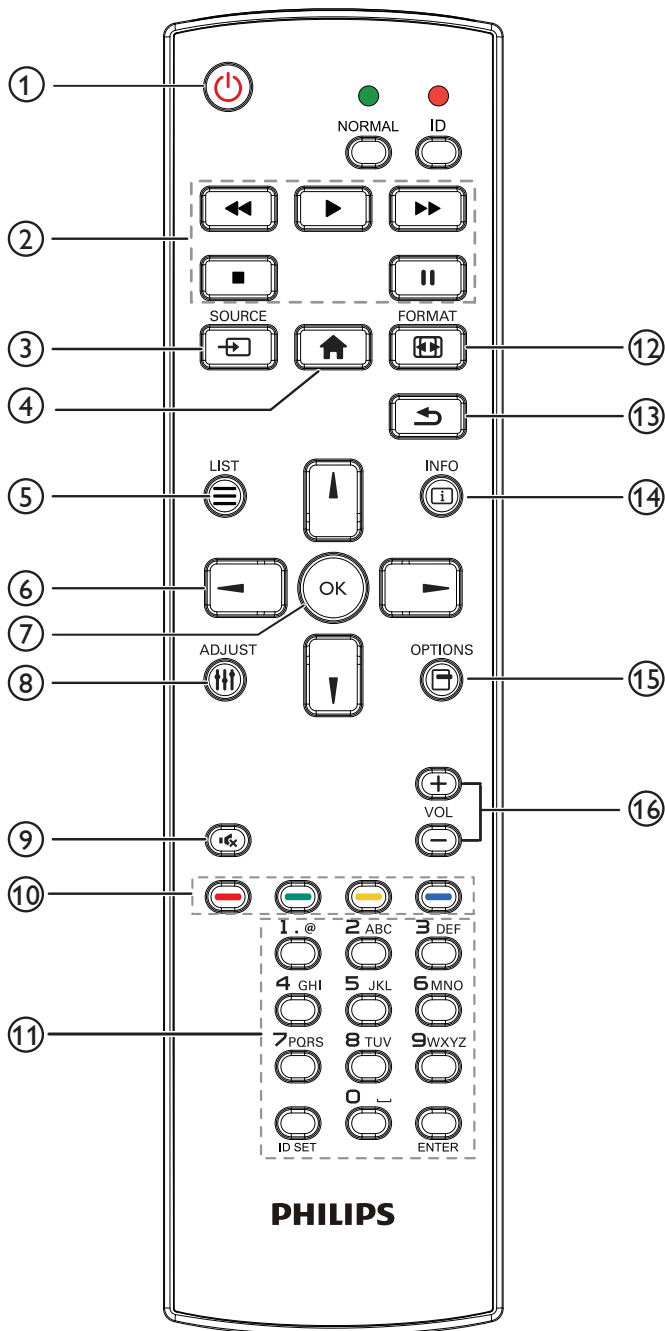 1
NORMAL ID
2
SOURCE FORMAT
3
12
4
13
LIST INFO
5
i
14
6
OK
7
ADJUST OPTIONS
8
15
VOL
16
9
10
1.@ 2 ABC 3 DEF
4 GHI 5 JKL 6 MNO
11
7 PQRS 8 TUV 9 WXYZ
0 ⎵
ID SET ENTER
PHILIPS